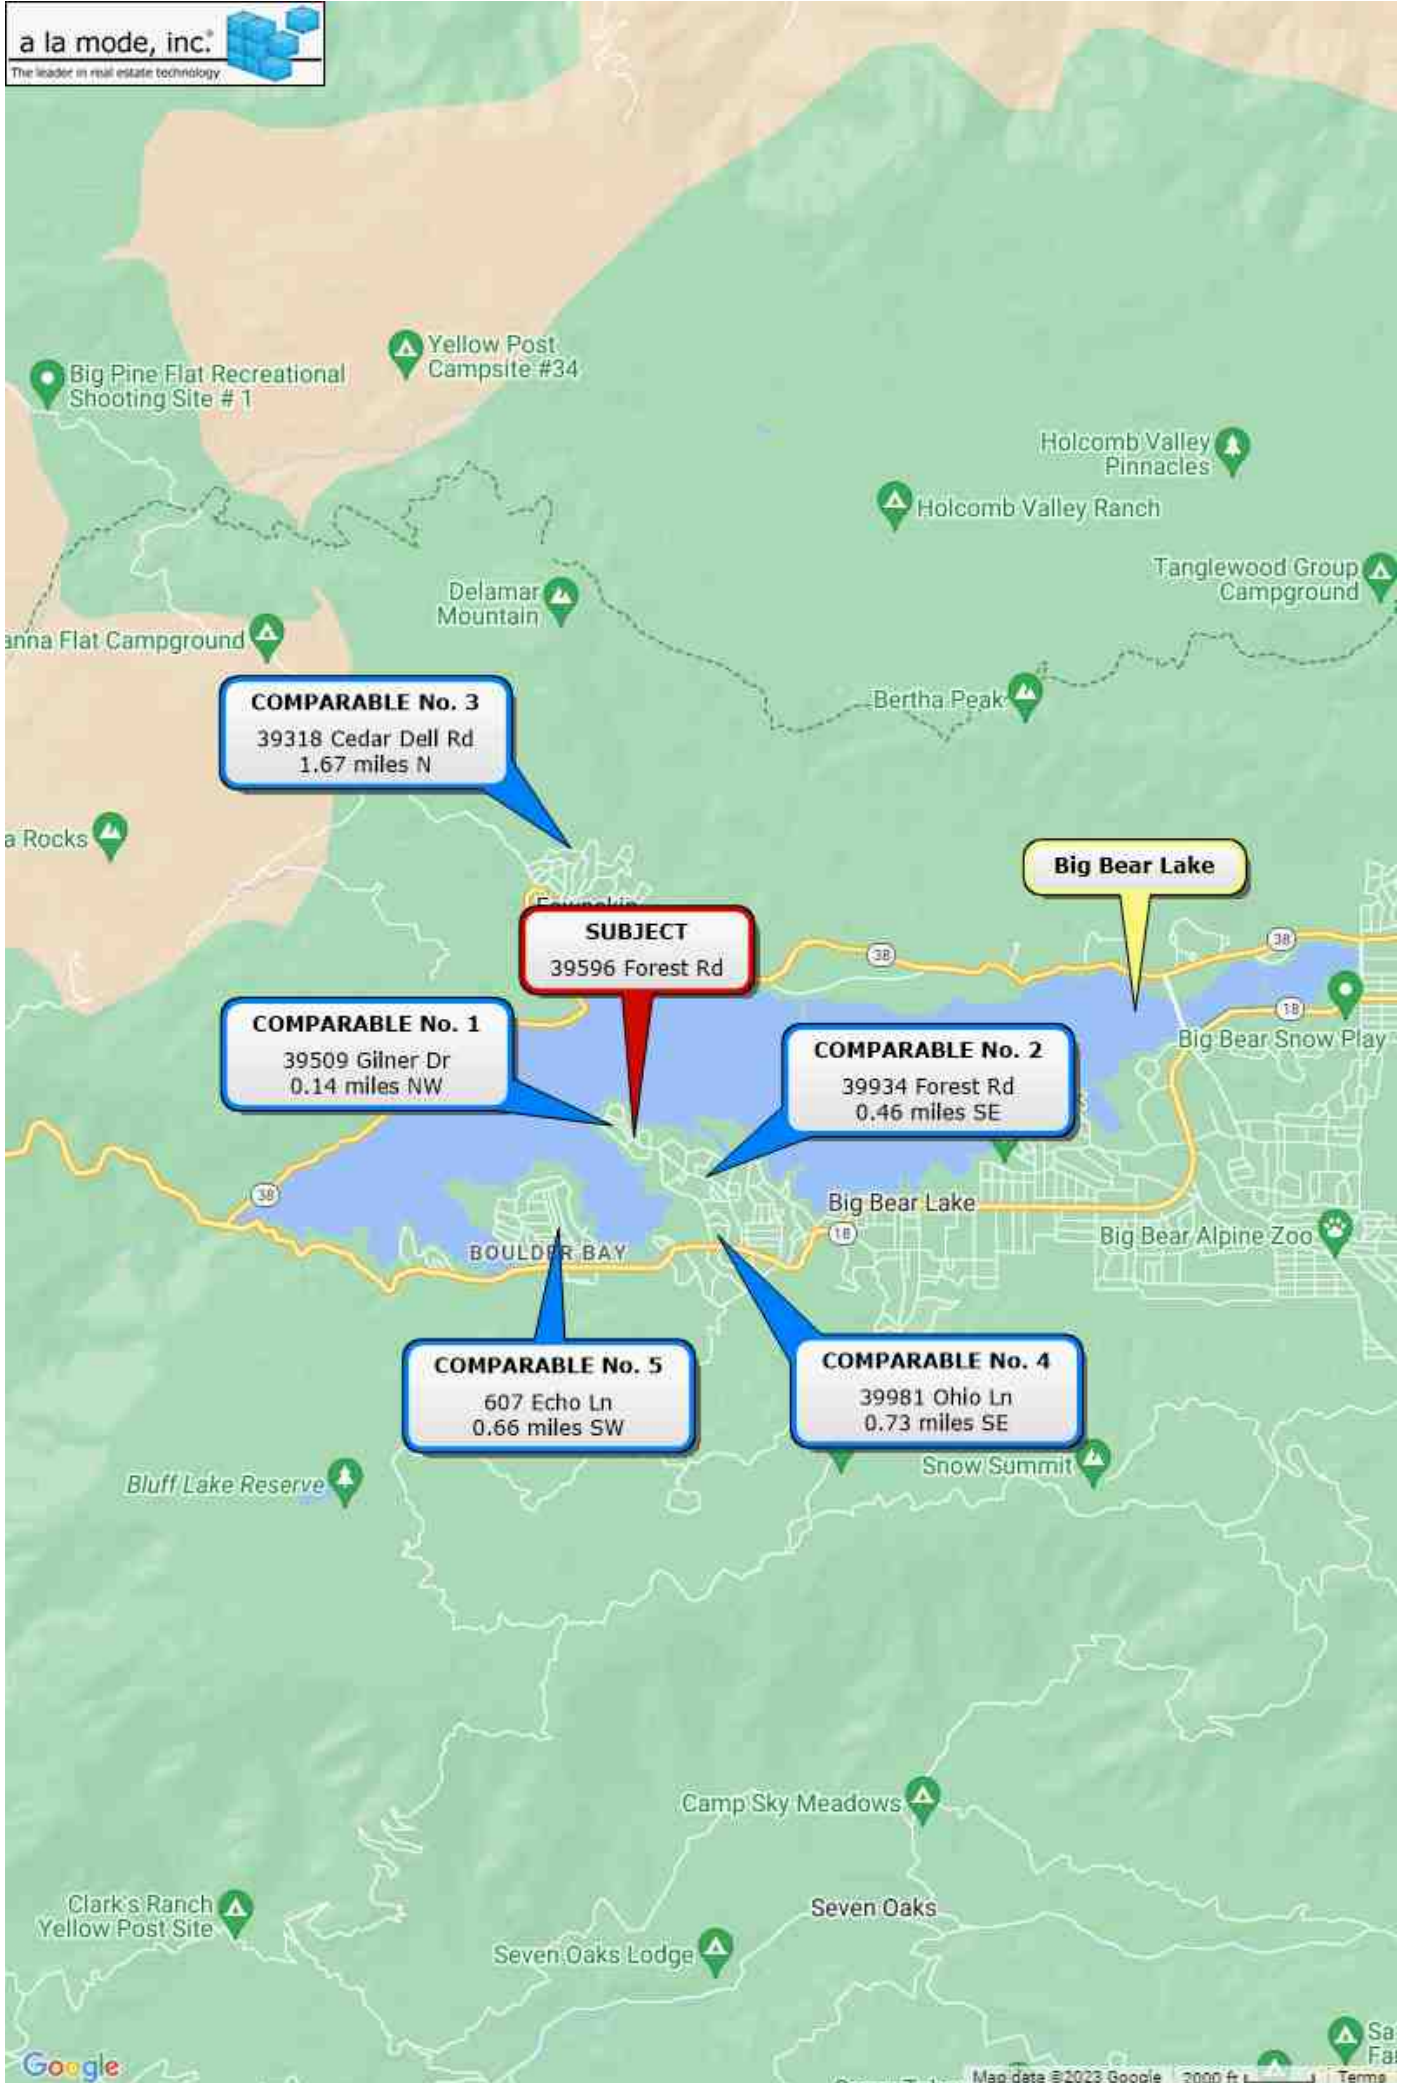 a la mode, inc.®
The leader in real estate technology
Yellow Post
Campsite #34
Big Pine Flat Recreational
Shooting Site # 1
Holcomb Valley
Pinnacles
Holcomb Valley Ranch
Tanglewood Group
Campground
Delamar
Mountain
anna Flat Campground
Bertha Peak
COMPARABLE No. 3
39318 Cedar Dell Rd
1.67 miles N
a Rocks
Big Bear Lake
SUBJECT
39596 Forest Rd
38
38
18
COMPARABLE No. 1
39509 Gilner Dr
0.14 miles NW
COMPARABLE No. 2
39934 Forest Rd
0.46 miles SE
Big Bear Snow Play
38
Big Bear Lake
18
Big Bear Alpine Zoo
BOULDER BAY
COMPARABLE No. 5
607 Echo Ln
0.66 miles SW
COMPARABLE No. 4
39981 Ohio Ln
0.73 miles SE
Snow Summit
Bluff Lake Reserve
Camp Sky Meadows
Clark's Ranch
Yellow Post Site
Seven Oaks
Seven Oaks Lodge
Sa
Fa
Google
Map data ©2023 Google
2000 ft
Terms